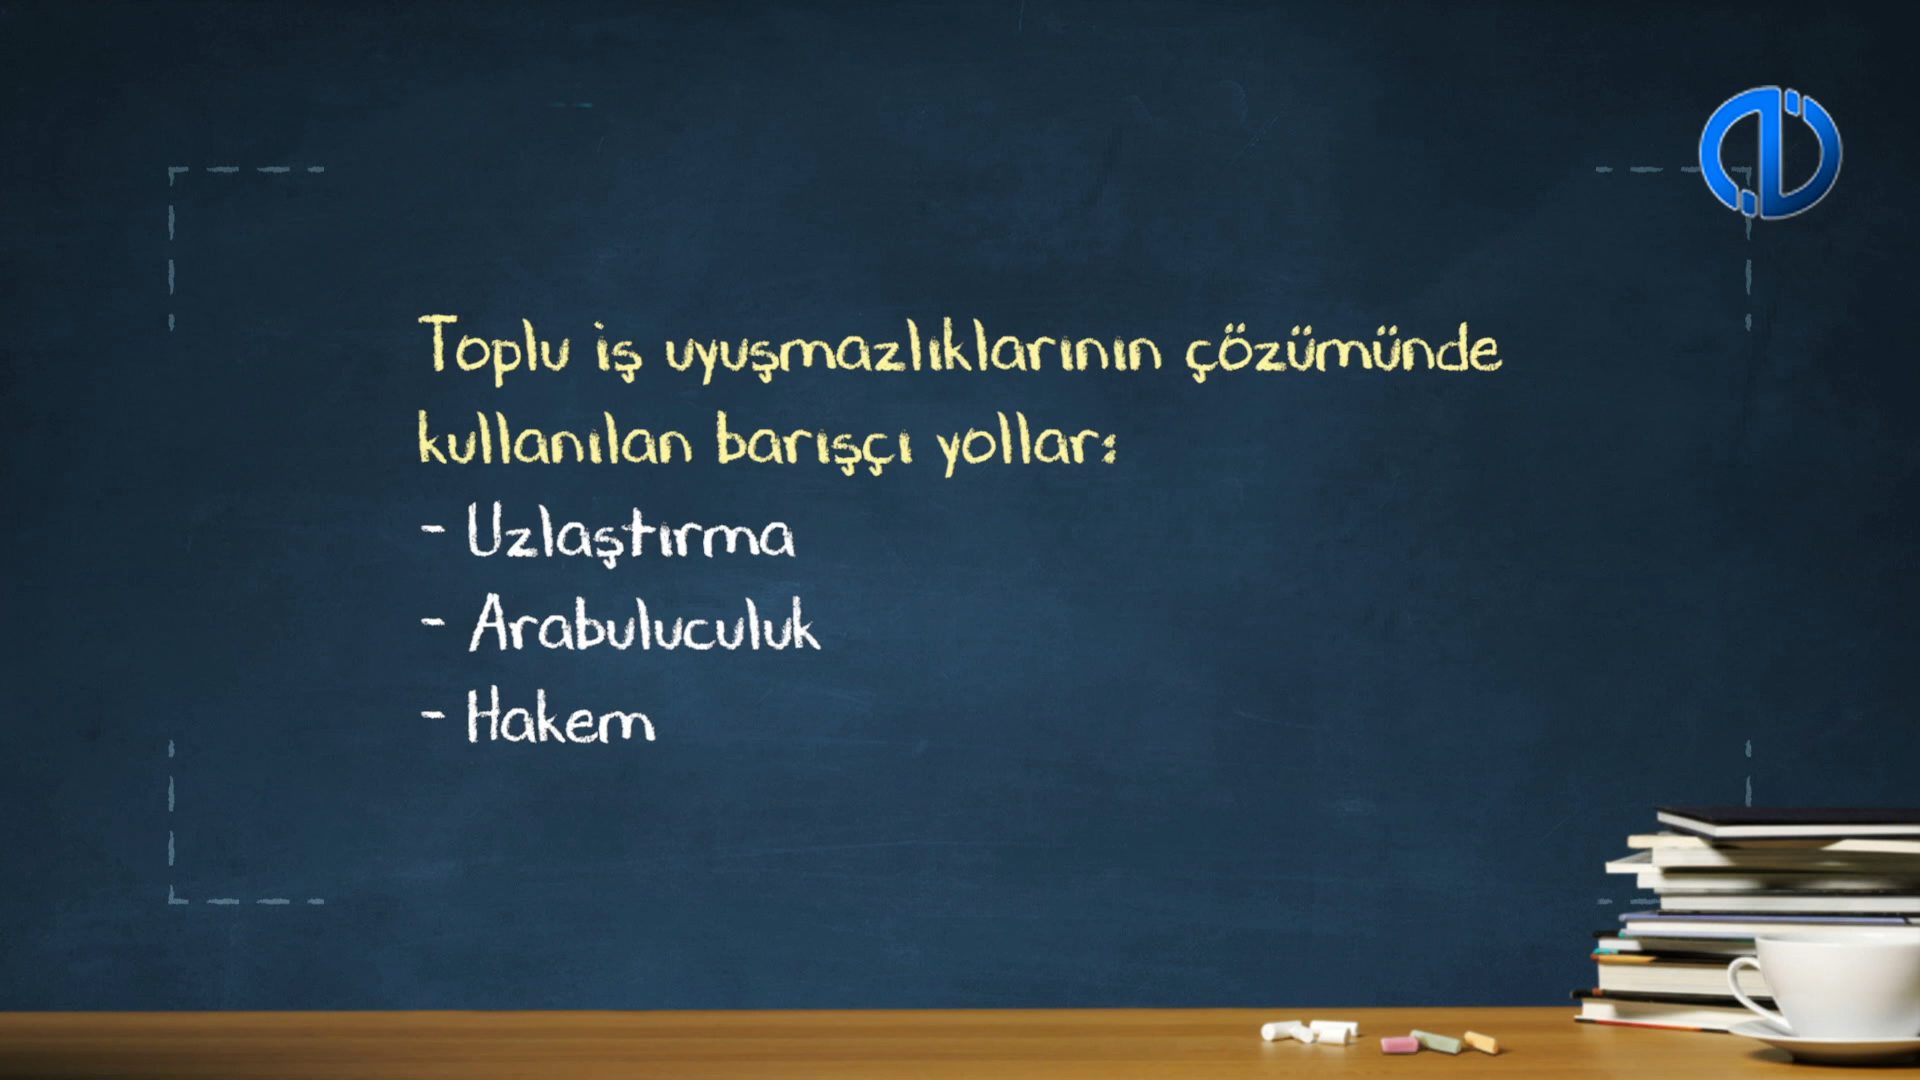 Toplu iş uyuşmazlıklarının çözümünde
kullanılan barışçı yollar:
- Uzlaştırma
- Arabuluculuk
- Hakem